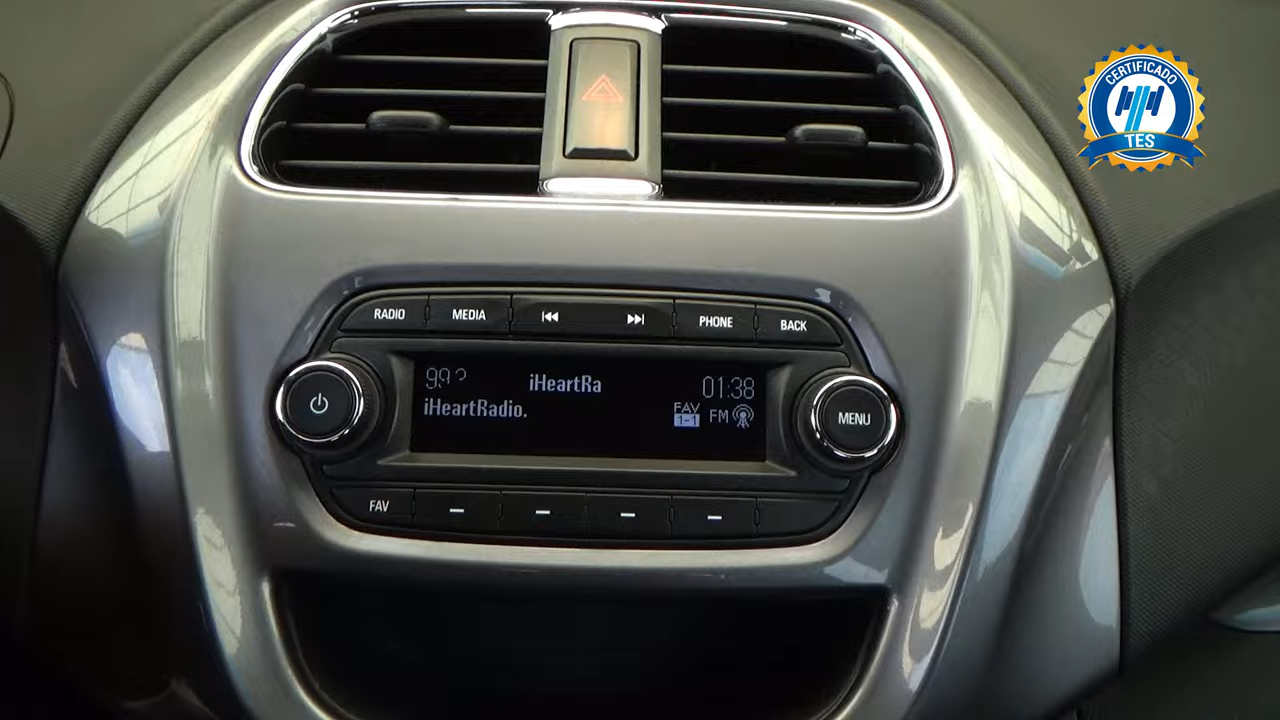 CERTIFICADO
TES
RADIO MEDIA PHONE BACK
iHeartRa 01:38
iHeartRadio. FAV 1-1 FM
MENU
FAV